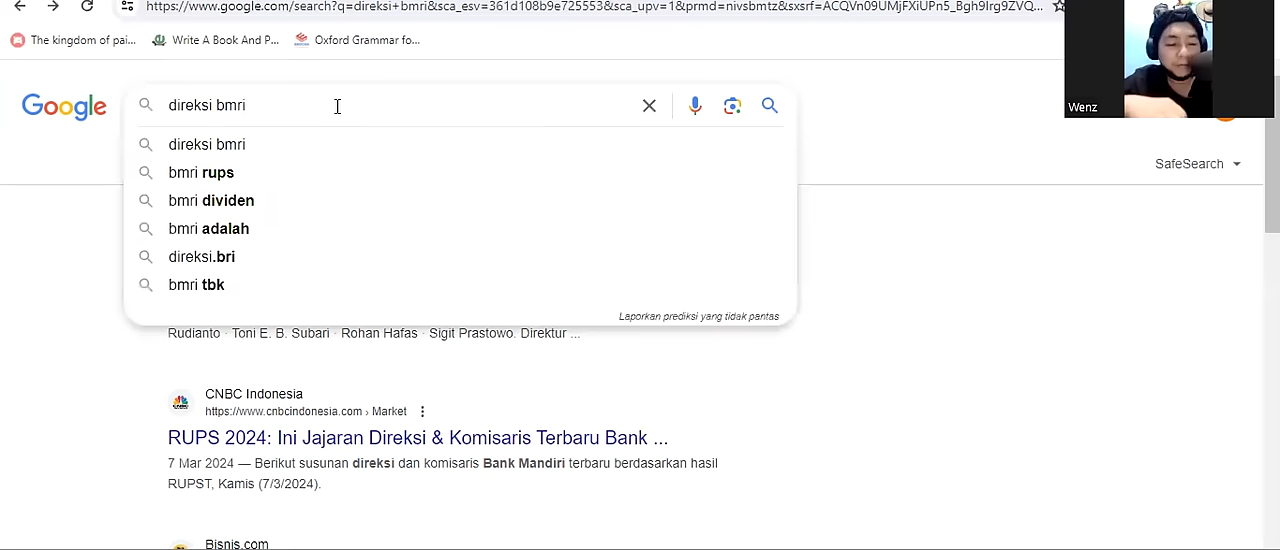 https://www.google.com/search?q=direksi+bmri&sca_esv=361d108b9e725553&sca_upv=1&prmd=nivsbmtz&sxsrf=ACQVn09UMjFXiUPn5_Bgh9Irg9ZVQ...
The kingdom of pai...
Write A Book And P...
Oxford Grammar fo...
Wenz
Google
direksi bmri
direksi bmri
SafeSearch
bmri rups
bmri dividen
bmri adalah
direksi.bri
bmri tbk
Laporkan prediksi yang tidak pantas
Rudianto · Toni E. B. Subari · Rohan Hafas · Sigit Prastowo. Direktur ...
CNBC Indonesia
https://www.cnbcindonesia.com › Market
RUPS 2024: Ini Jajaran Direksi & Komisaris Terbaru Bank ...
7 Mar 2024 — Berikut susunan direksi dan komisaris Bank Mandiri terbaru berdasarkan hasil
RUPST, Kamis (7/3/2024).
Bisnis.com